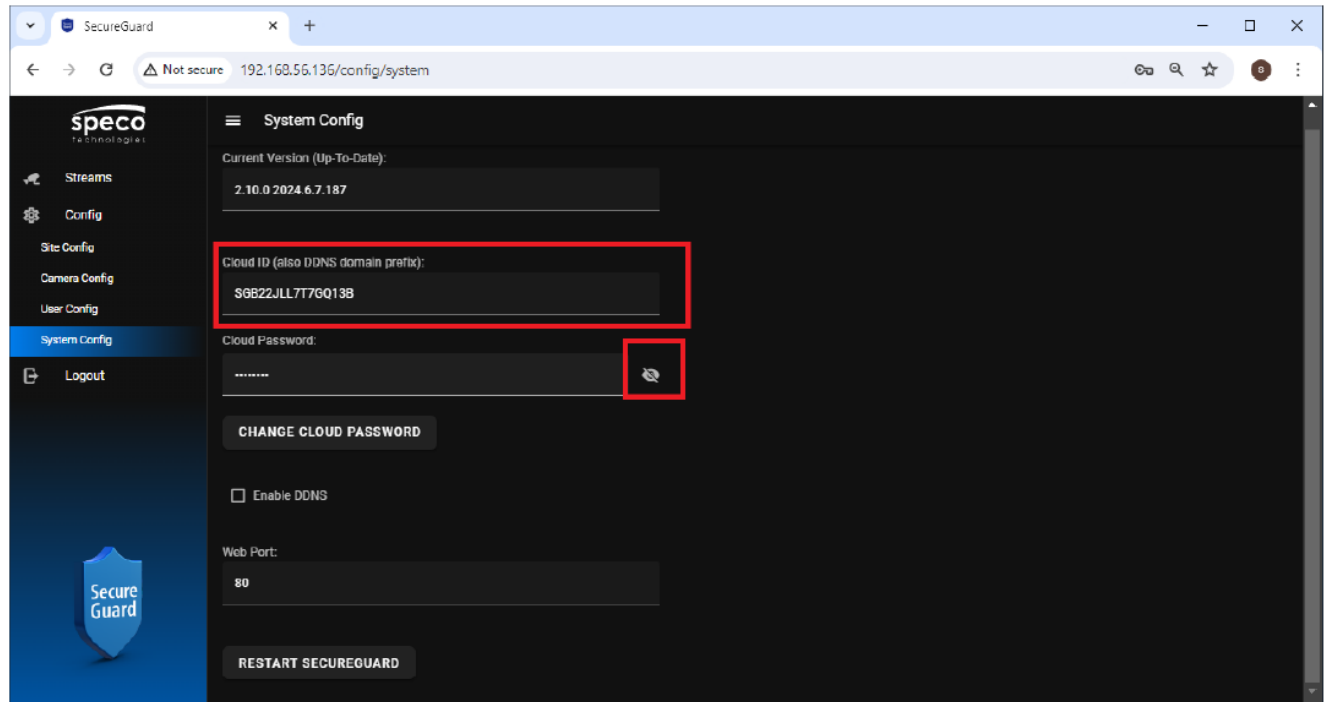 SecureGuard
Not secure 192.168.56.136/config/system
speco
technologies
System Config
Streams
Config
Site Config
Camera Config
User Config
System Config
Logout
Secure
Guard
Current Version (Up-To-Date):
2.10.0 2024.6.7.187
Cloud ID (also DDNS domain prefix):
SGB22JLL7T7GQ13B
Cloud Password:
········
CHANGE CLOUD PASSWORD
Enable DDNS
Web Port:
80
RESTART SECUREGUARD